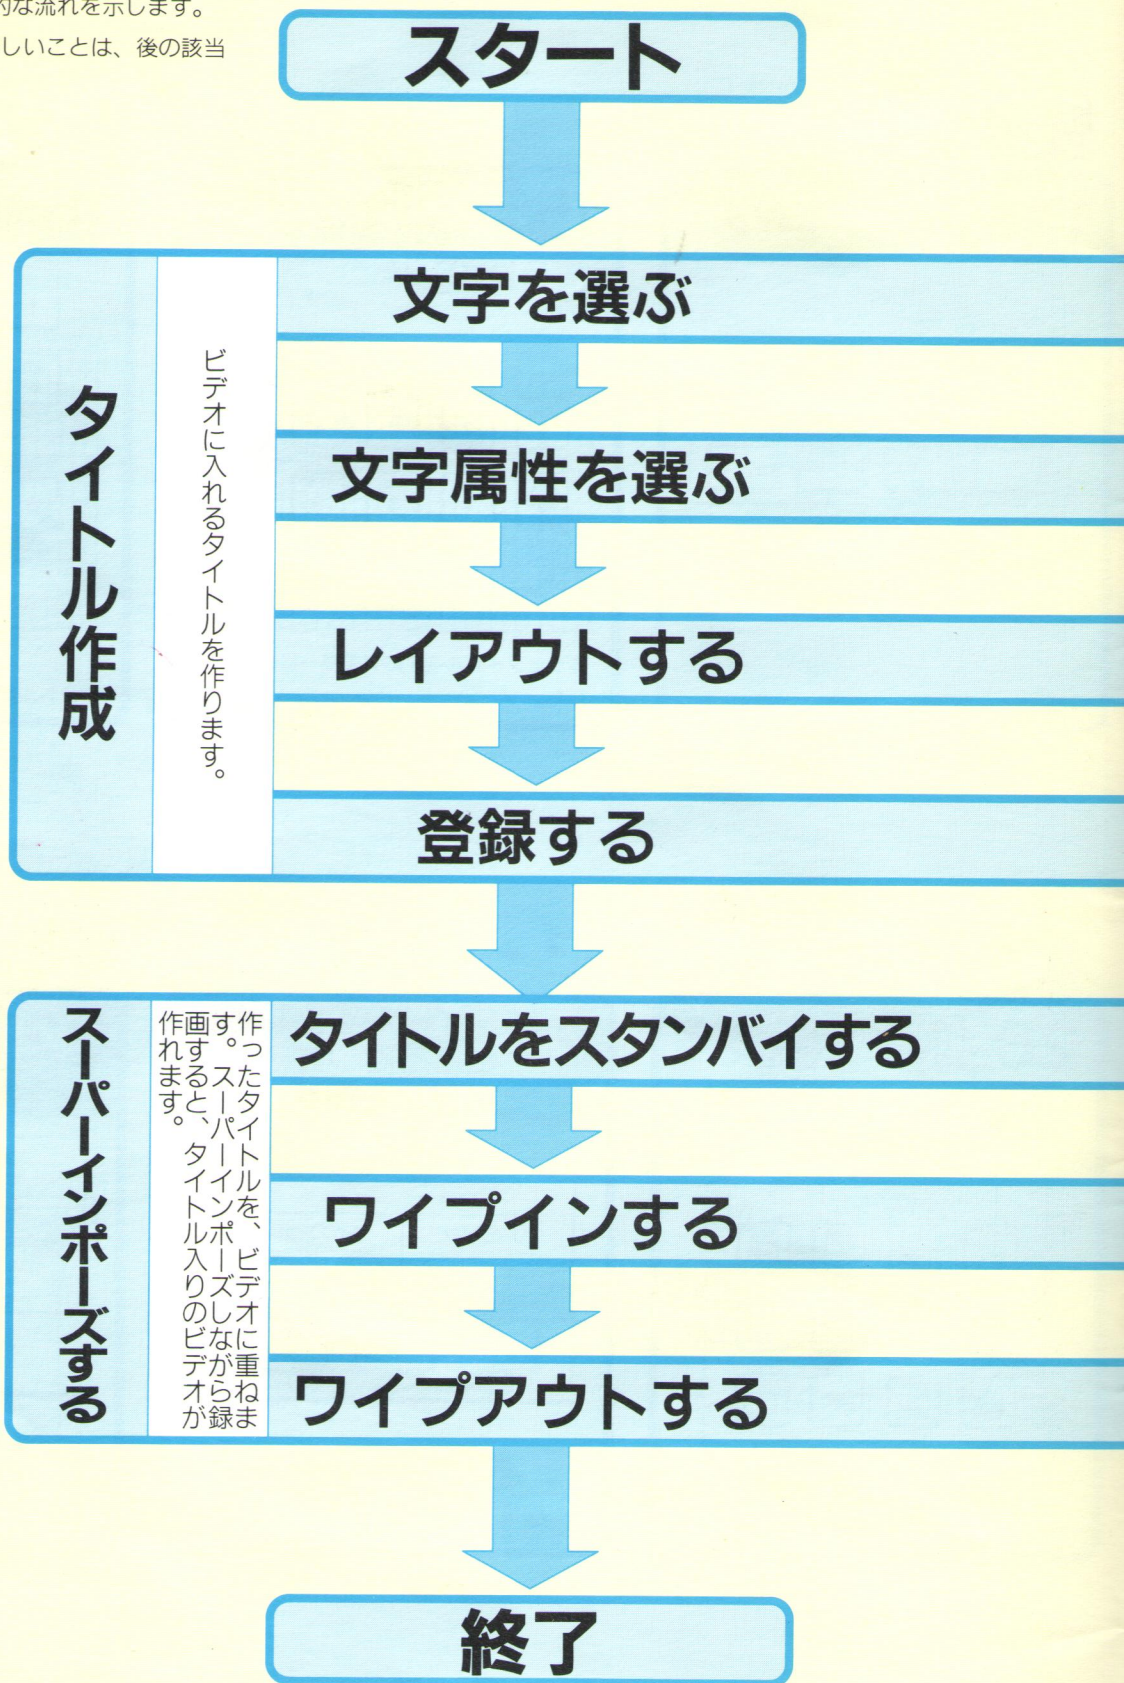 的な流れを示します。
しいことは、後の該当
スタート
タイトル作成
ビデオに入れるタイトルを作ります。
文字を選ぶ
文字属性を選ぶ
レイアウトする
登録する
スーパーインポーズする
作ったタイトルを、ビデオに重ねま
す。スーパーインポーズしながら録
画すると、タイトル入りのビデオが
作れます。
タイトルをスタンバイする
ワイプインする
ワイプアウトする
終了